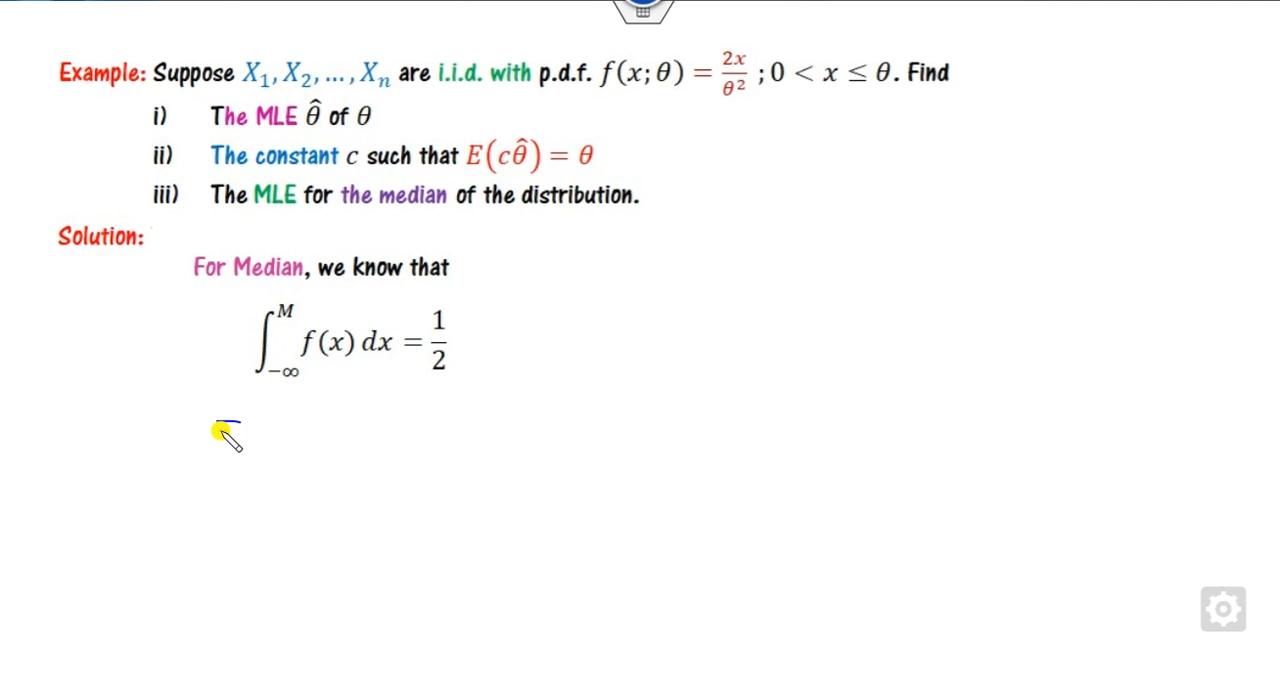 Example: Suppose X₁, X₂, ..., Xₙ are i.i.d. with p.d.f. f(x; θ) = 2x/θ² ; 0 < x ≤ θ. Find
i) The MLE θ̂ of θ
ii) The constant c such that E(cθ̂) = θ
iii) The MLE for the median of the distribution.
Solution:
For Median, we know that
∫_{-∞}^{M} f(x) dx = 1/2